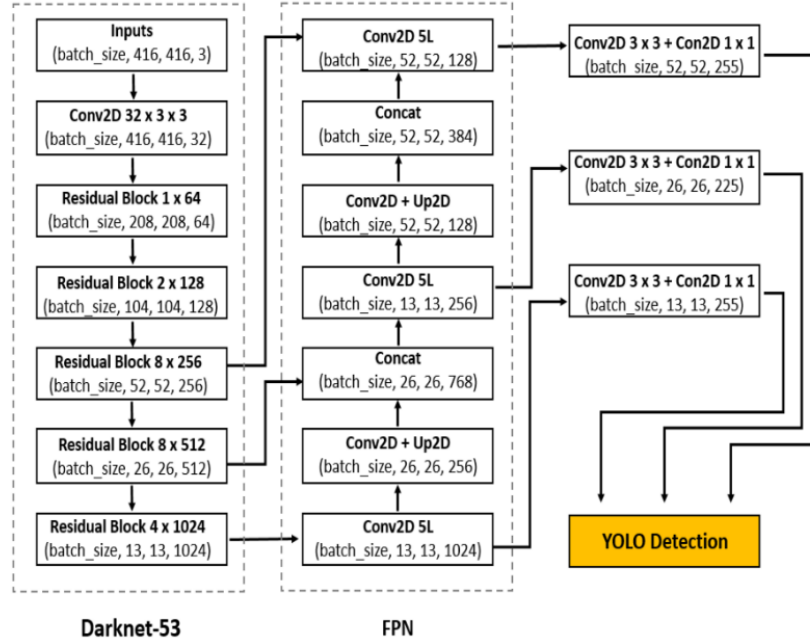 Inputs
(batch_size, 416, 416, 3)
Conv2D 32 x 3 x 3
(batch_size, 416, 416, 32)
Residual Block 1 x 64
(batch_size, 208, 208, 64)
Residual Block 2 x 128
(batch_size, 104, 104, 128)
Residual Block 8 x 256
(batch_size, 52, 52, 256)
Residual Block 8 x 512
(batch_size, 26, 26, 512)
Residual Block 4 x 1024
(batch_size, 13, 13, 1024)
Darknet-53
Conv2D 5L
(batch_size, 52, 52, 128)
Concat
(batch_size, 52, 52, 384)
Conv2D + Up2D
(batch_size, 52, 52, 128)
Conv2D 5L
(batch_size, 13, 13, 256)
Concat
(batch_size, 26, 26, 768)
Conv2D + Up2D
(batch_size, 26, 26, 256)
Conv2D 5L
(batch_size, 13, 13, 1024)
FPN
Conv2D 3 x 3 + Con2D 1 x 1
(batch_size, 52, 52, 255)
Conv2D 3 x 3 + Con2D 1 x 1
(batch_size, 26, 26, 225)
Conv2D 3 x 3 + Con2D 1 x 1
(batch_size, 13, 13, 255)
YOLO Detection